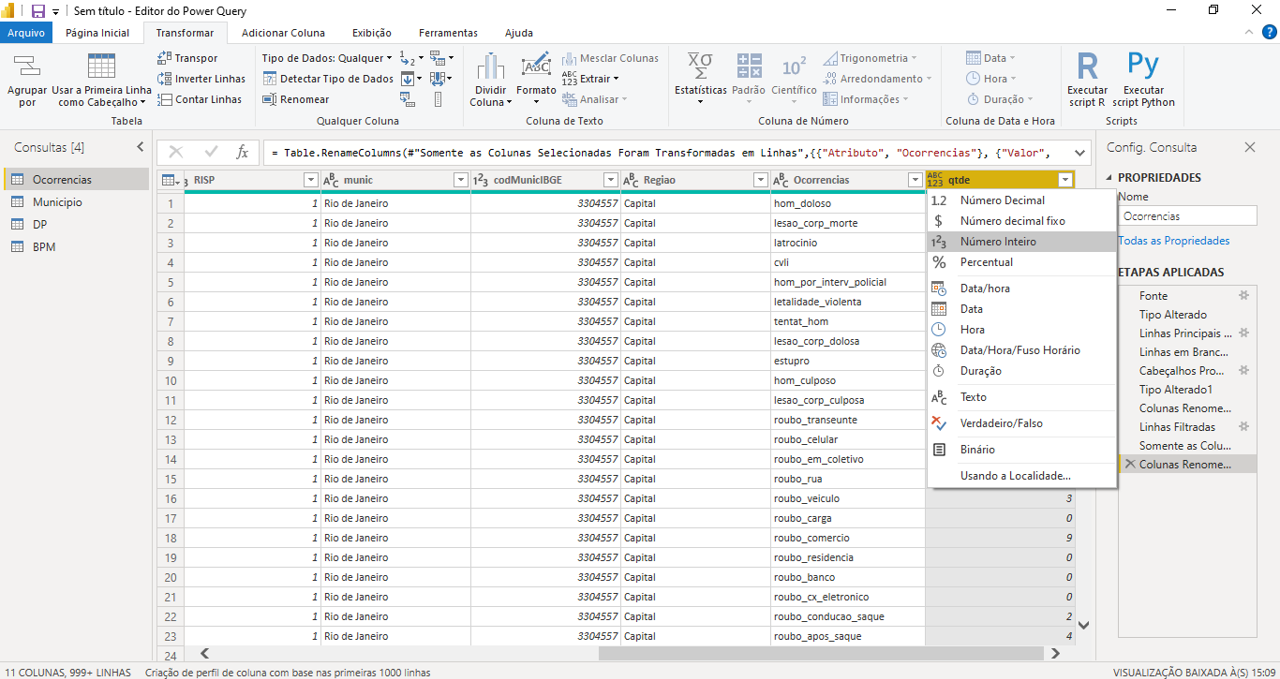 Sem título - Editor do Power Query
Arquivo
Página Inicial
Transformar
Adicionar Coluna
Exibição
Ferramentas
Ajuda
Agrupar por
Usar a Primeira Linha como Cabeçalho
Transpor
Inverter Linhas
Contar Linhas
Tabela
Tipo de Dados: Qualquer
Detectar Tipo de Dados
Renomear
Qualquer Coluna
Dividir Coluna
Formato
Mesclar Colunas
Extrair
Analisar
Coluna de Texto
Estatísticas
Padrão
Científico
Trigonometria
Arredondamento
Informações
Coluna de Número
Data
Hora
Duração
Coluna de Data e Hora
Executar script R
Executar script Python
Scripts
Consultas [4]
Ocorrencias
Municipio
DP
BPM
= Table.RenameColumns(#"Somente as Colunas Selecionadas Foram Transformadas em Linhas",{{"Atributo", "Ocorrencias"}, {"Valor",
RISP munic codMunicIBGE Regiao Ocorrencias qtde
1 1 Rio de Janeiro 3304557 Capital hom_doloso
2 1 Rio de Janeiro 3304557 Capital lesao_corp_morte
3 1 Rio de Janeiro 3304557 Capital latrocinio
4 1 Rio de Janeiro 3304557 Capital cvli
5 1 Rio de Janeiro 3304557 Capital hom_por_interv_policial
6 1 Rio de Janeiro 3304557 Capital letalidade_violenta
7 1 Rio de Janeiro 3304557 Capital tentat_hom
8 1 Rio de Janeiro 3304557 Capital lesao_corp_dolosa
9 1 Rio de Janeiro 3304557 Capital estupro
10 1 Rio de Janeiro 3304557 Capital hom_culposo
11 1 Rio de Janeiro 3304557 Capital lesao_corp_culposa
12 1 Rio de Janeiro 3304557 Capital roubo_transeunte
13 1 Rio de Janeiro 3304557 Capital roubo_celular
14 1 Rio de Janeiro 3304557 Capital roubo_em_coletivo
15 1 Rio de Janeiro 3304557 Capital roubo_rua
16 1 Rio de Janeiro 3304557 Capital roubo_veiculo 3
17 1 Rio de Janeiro 3304557 Capital roubo_carga 0
18 1 Rio de Janeiro 3304557 Capital roubo_comercio 9
19 1 Rio de Janeiro 3304557 Capital roubo_residencia 0
20 1 Rio de Janeiro 3304557 Capital roubo_banco 0
21 1 Rio de Janeiro 3304557 Capital roubo_cx_eletronico 0
22 1 Rio de Janeiro 3304557 Capital roubo_conducao_saque 2
23 1 Rio de Janeiro 3304557 Capital roubo_apos_saque 4
24
1.2 Número Decimal
$ Número decimal fixo
123 Número Inteiro
% Percentual
Data/hora
Data
Hora
Data/Hora/Fuso Horário
Duração
ABC Texto
Verdadeiro/Falso
Binário
Usando a Localidade...
Config. Consulta
PROPRIEDADES
Nome
Ocorrencias
Todas as Propriedades
ETAPAS APLICADAS
Fonte
Tipo Alterado
Linhas Principais ...
Linhas em Branc...
Cabeçalhos Pro...
Tipo Alterado1
Colunas Renome...
Linhas Filtradas
Somente as Colu...
Colunas Renome...
11 COLUNAS, 999+ LINHAS
Criação de perfil de coluna com base nas primeiras 1000 linhas
VISUALIZAÇÃO BAIXADA À(S) 15:09